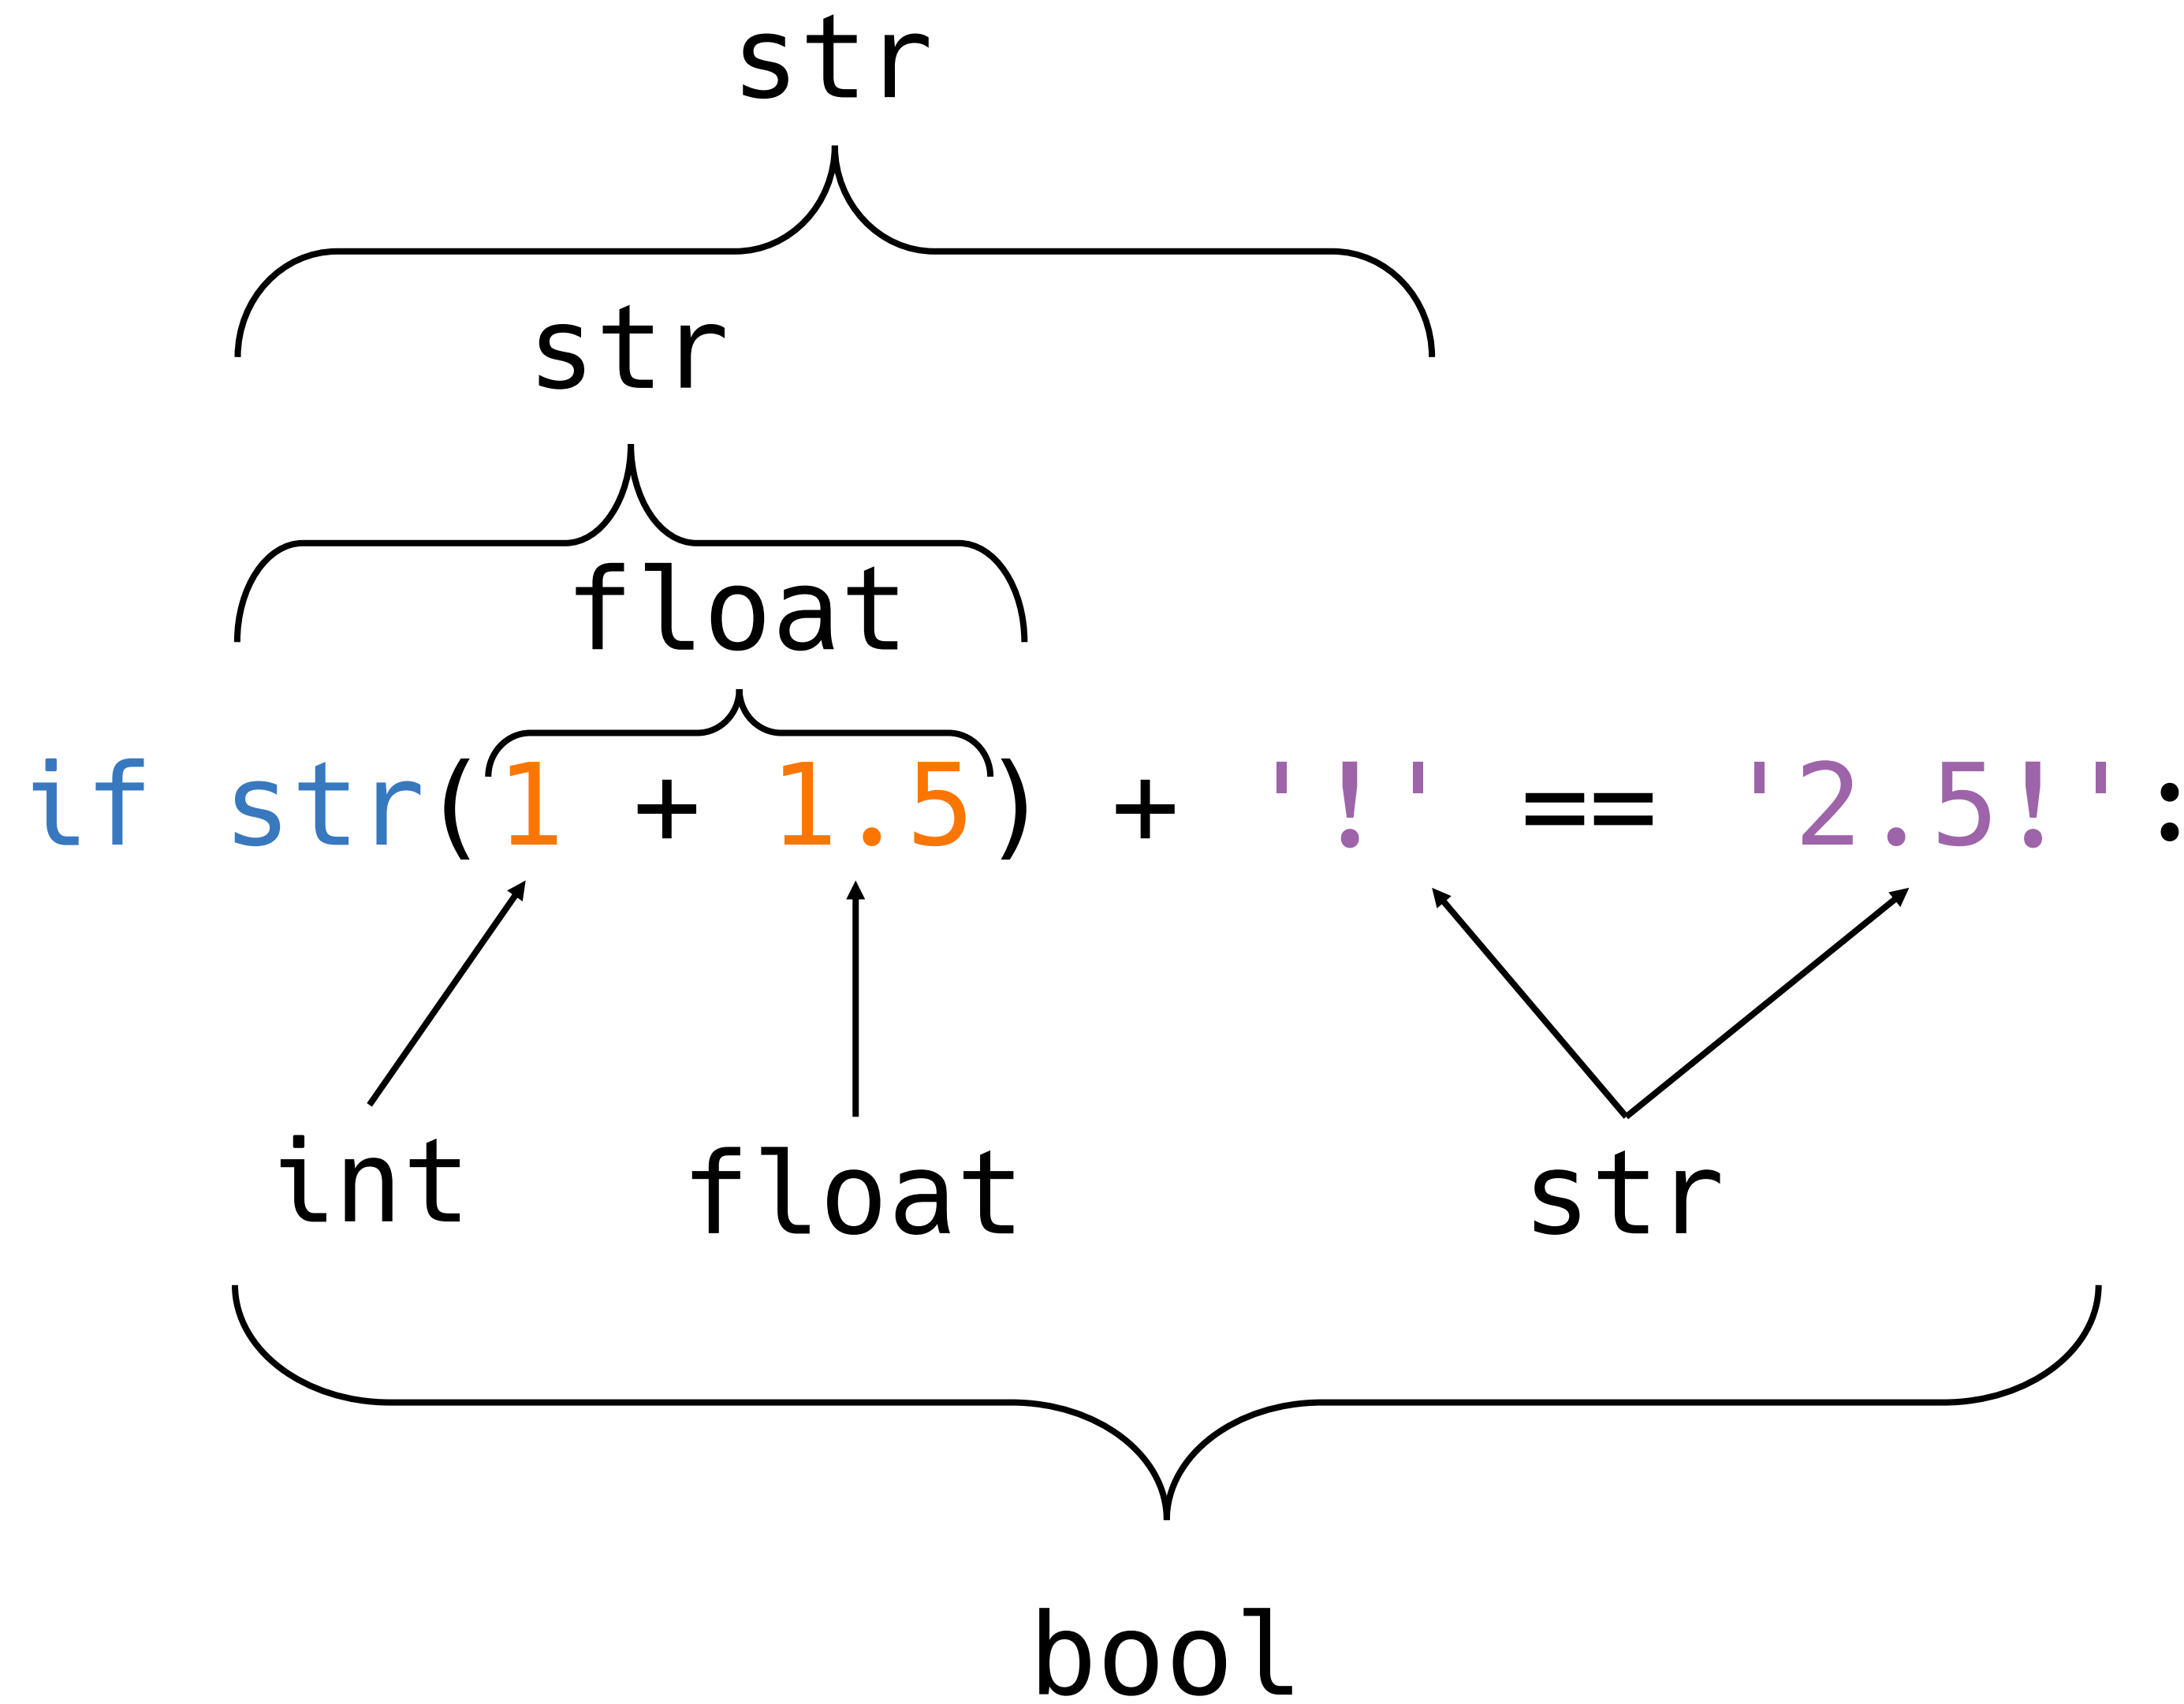 str
str
float
if str(1 + 1.5) + '!' == '2.5!':
int float str
bool